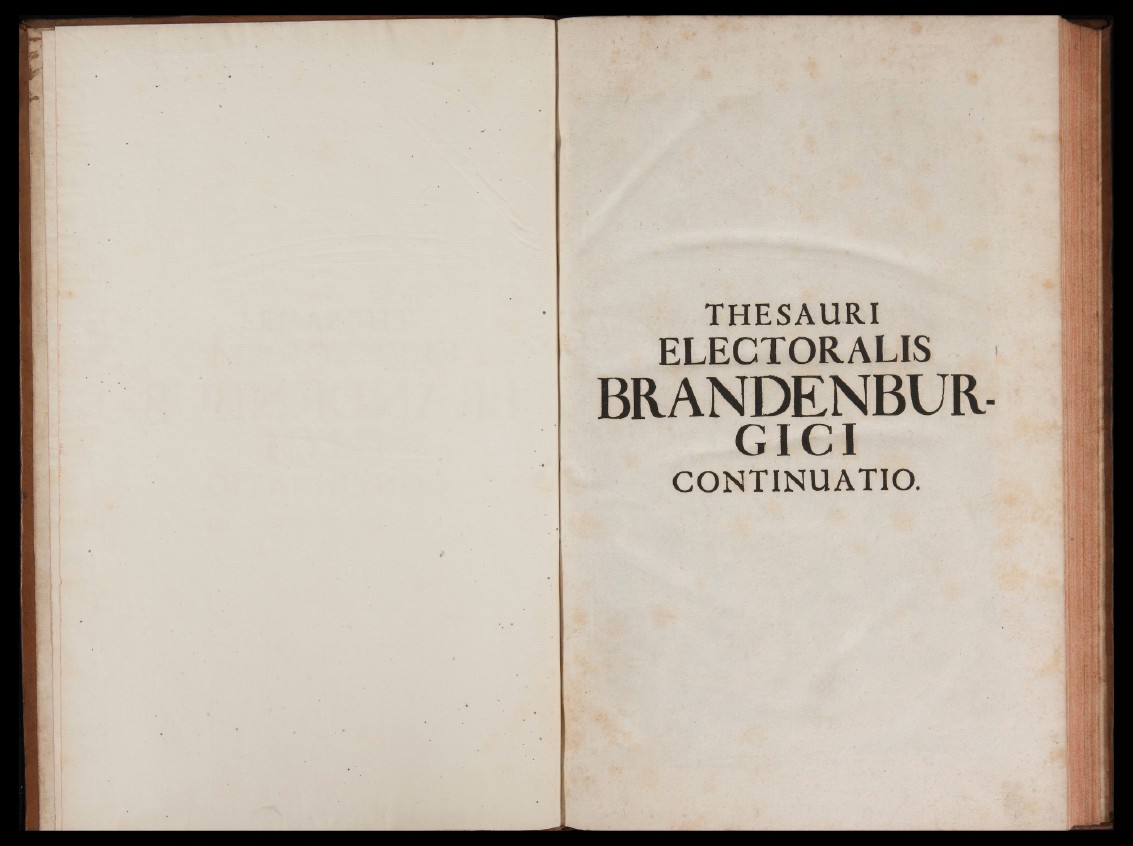 THESAURI
ELECTORALIS
BRANDENBUR-
GICI
CONTINUATIO.